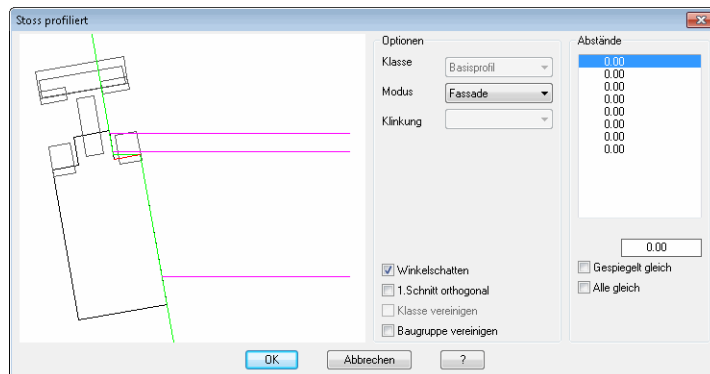 Stoss profiliert
Optionen
Klasse
Basisprofil
Modus
Fassade
Klinkung
Winkelschatten
1.Schnitt orthogonal
Klasse vereinigen
Baugruppe vereinigen
Abstände
0.00
0.00
0.00
0.00
0.00
0.00
0.00
0.00
0.00
Gespiegelt gleich
Alle gleich
OK
Abbrechen
?